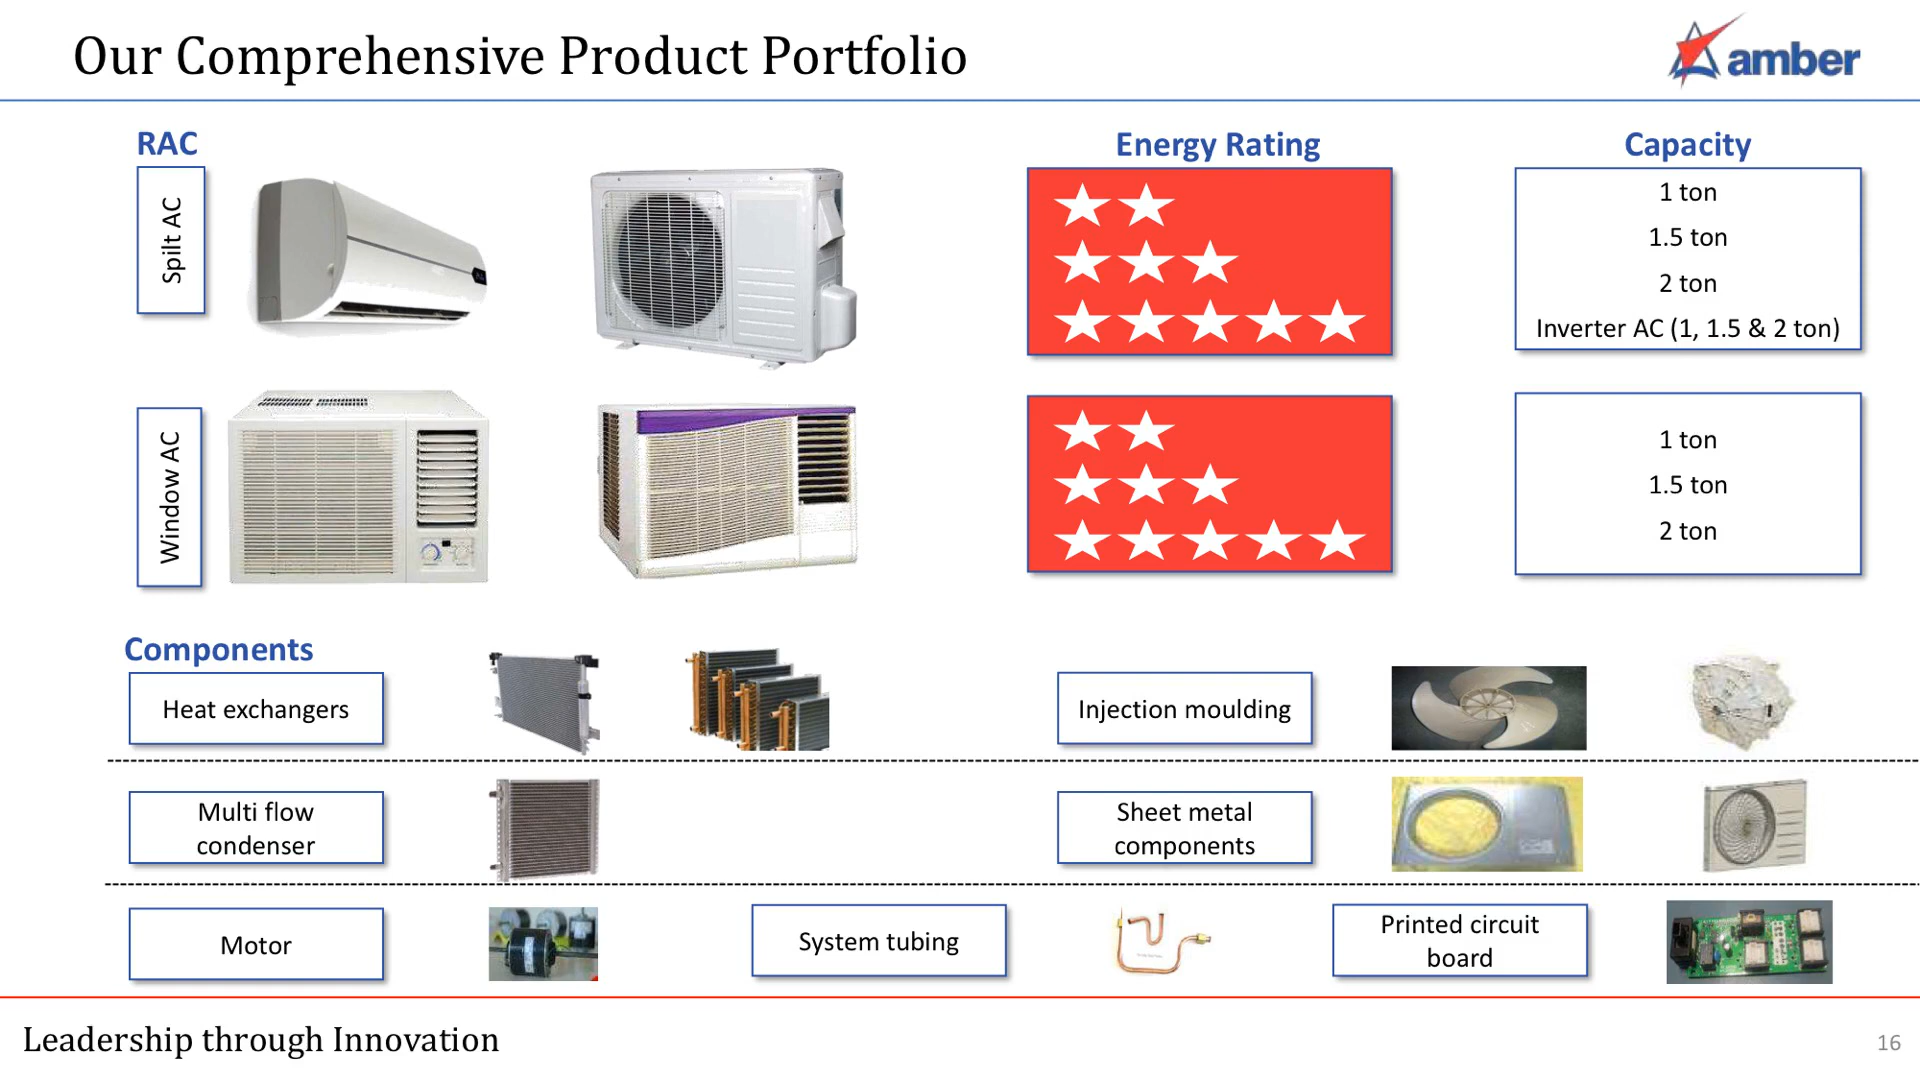 Our Comprehensive Product Portfolio
amber
RAC
Energy Rating
Capacity
Spilt AC
1 ton
1.5 ton
2 ton
Inverter AC (1, 1.5 & 2 ton)
Window AC
1 ton
1.5 ton
2 ton
Components
Heat exchangers
Injection moulding
Multi flow
condenser
Sheet metal
components
Motor
System tubing
Printed circuit
board
Leadership through Innovation
16